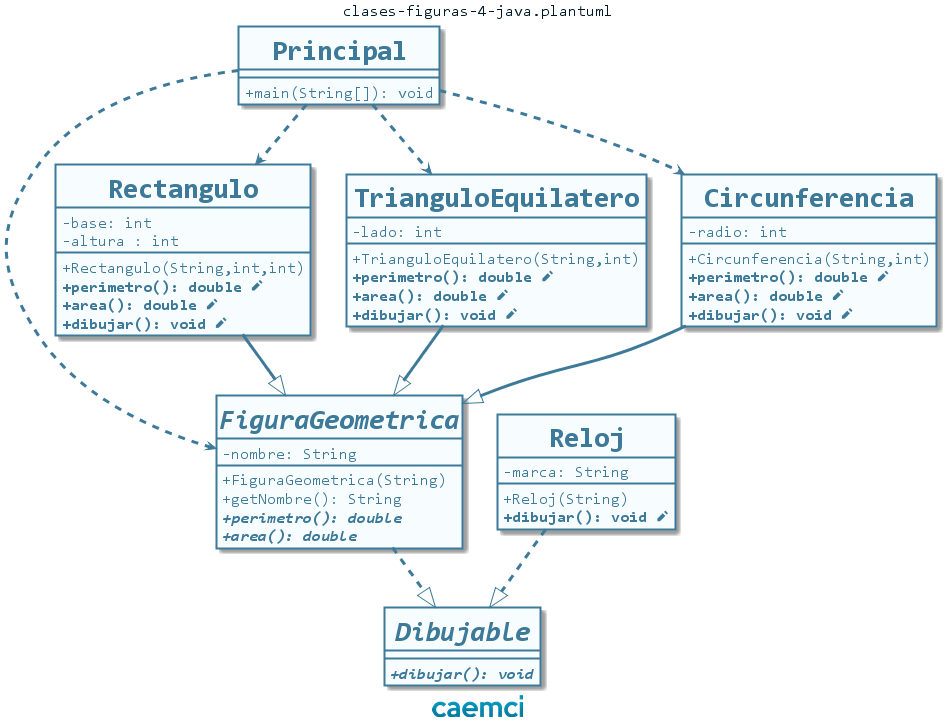 clases-figuras-4-java.plantuml
Principal
+main(String[]): void
Rectangulo
-base: int
-altura : int
+Rectangulo(String,int,int)
+perimetro(): double
+area(): double
+dibujar(): void
TrianguloEquilatero
-lado: int
+TrianguloEquilatero(String,int)
+perimetro(): double
+area(): double
+dibujar(): void
Circunferencia
-radio: int
+Circunferencia(String,int)
+perimetro(): double
+area(): double
+dibujar(): void
FiguraGeometrica
-nombre: String
+FiguraGeometrica(String)
+getNombre(): String
+perimetro(): double
+area(): double
Reloj
-marca: String
+Reloj(String)
+dibujar(): void
Dibujable
+dibujar(): void
caemci